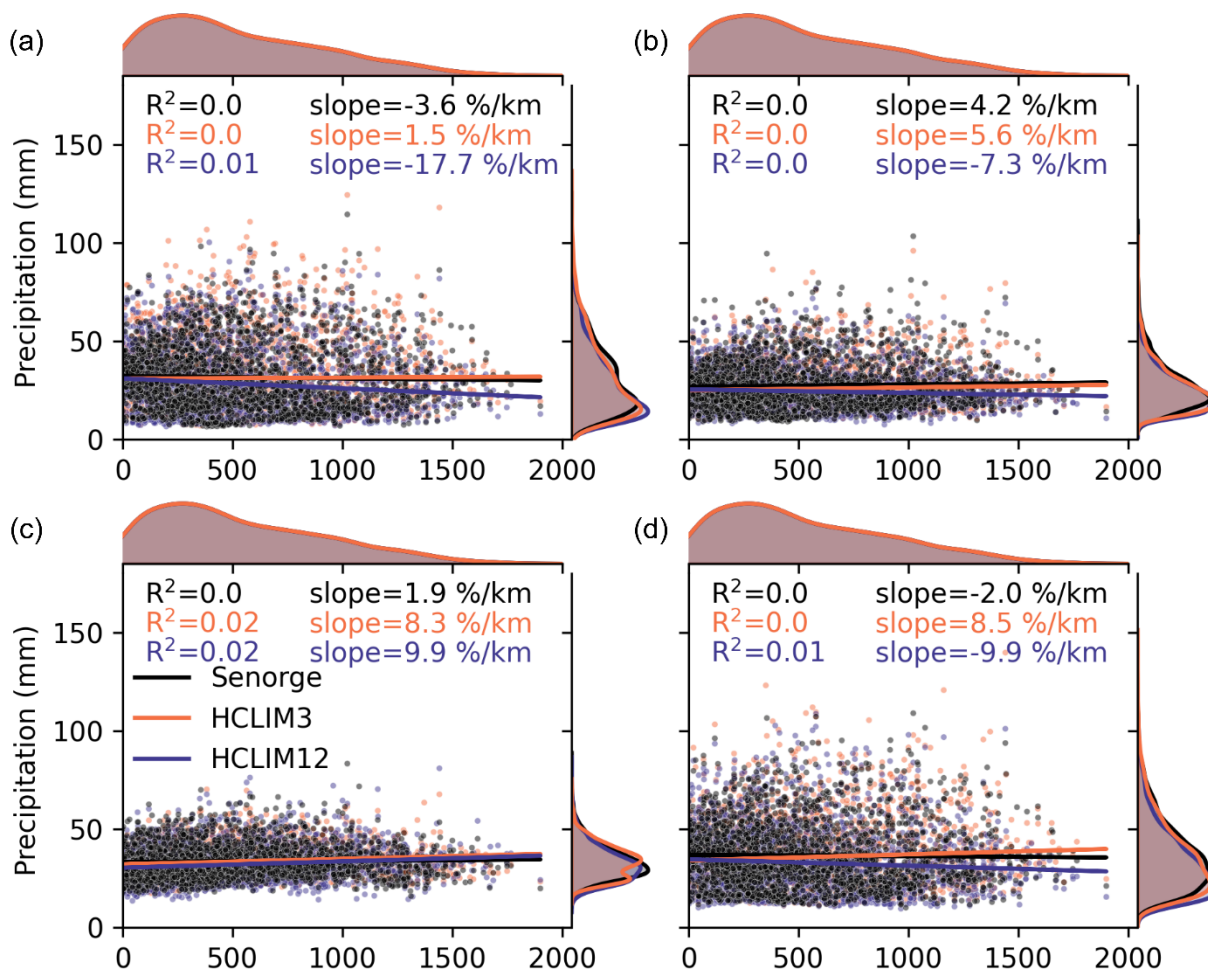 (a)
R²=0.0 slope=-3.6 %/km
R²=0.0 slope=1.5 %/km
R²=0.01 slope=-17.7 %/km
Precipitation (mm)
150
100
50
0
0 500 1000 1500 2000
(b)
R²=0.0 slope=4.2 %/km
R²=0.0 slope=5.6 %/km
R²=0.0 slope=-7.3 %/km
0 500 1000 1500 2000
(c)
R²=0.0 slope=1.9 %/km
R²=0.02 slope=8.3 %/km
R²=0.02 slope=9.9 %/km
Senorge
HCLIM3
HCLIM12
Precipitation (mm)
150
100
50
0
0 500 1000 1500 2000
(d)
R²=0.0 slope=-2.0 %/km
R²=0.0 slope=8.5 %/km
R²=0.01 slope=-9.9 %/km
0 500 1000 1500 2000